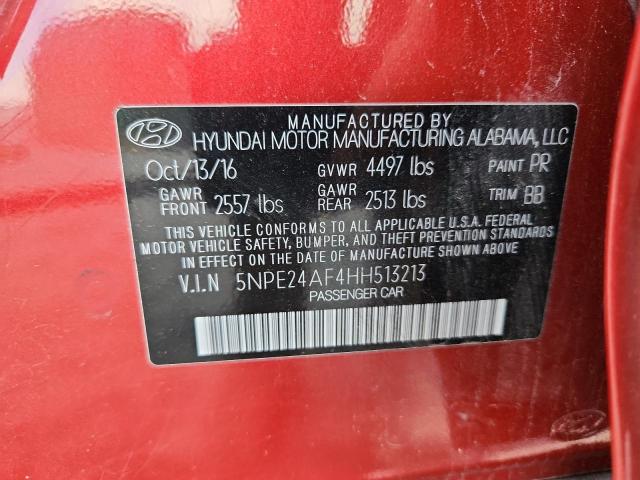 MANUFACTURED BY
HYUNDAI MOTOR MANUFACTURING ALABAMA, LLC
Oct/13/16 GVWR 4497 lbs PAINT PR
GAWR FRONT 2557 lbs GAWR REAR 2513 lbs TRIM BB
THIS VEHICLE CONFORMS TO ALL APPLICABLE U.S.A. FEDERAL
MOTOR VEHICLE SAFETY, BUMPER, AND THEFT PREVENTION STANDARDS
IN EFFECT ON THE DATE OF MANUFACTURE SHOWN ABOVE
V.I.N 5NPE24AF4HH513213
PASSENGER CAR